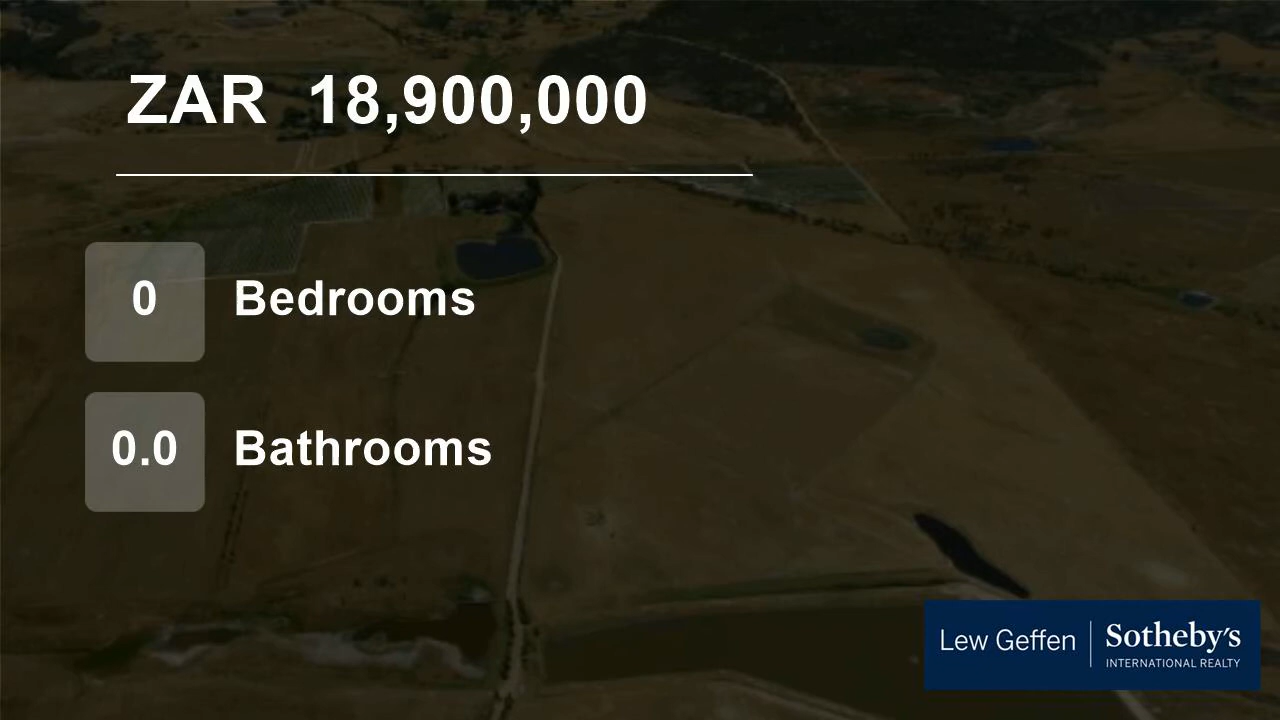 ZAR 18,900,000
0 Bedrooms
0.0 Bathrooms
Lew Geffen Sotheby's
INTERNATIONAL REALTY